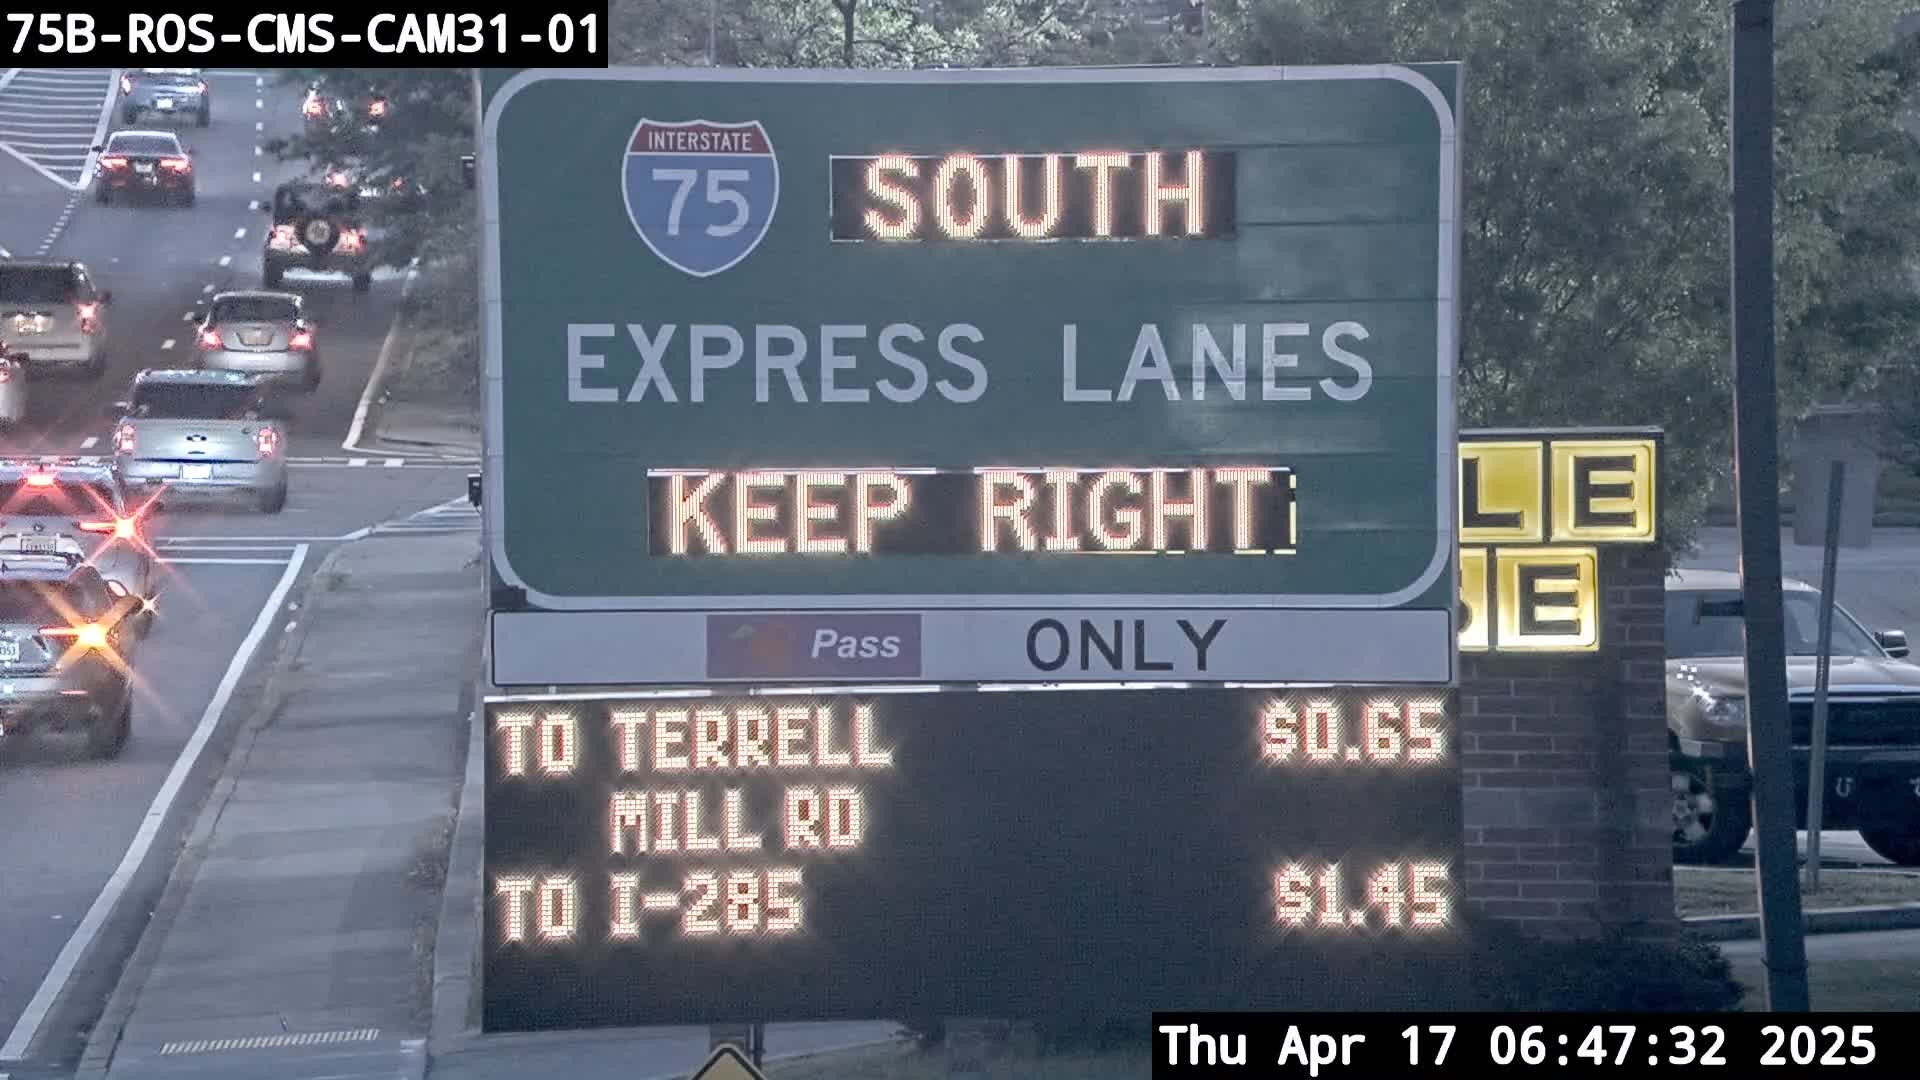 75B-ROS-CMS-CAM31-01
INTERSTATE
75
SOUTH
EXPRESS LANES
KEEP RIGHT
Pass ONLY
TO TERRELL $0.65
MILL RD
TO I-285 $1.45
LE
E
Thu Apr 17 06:47:32 2025